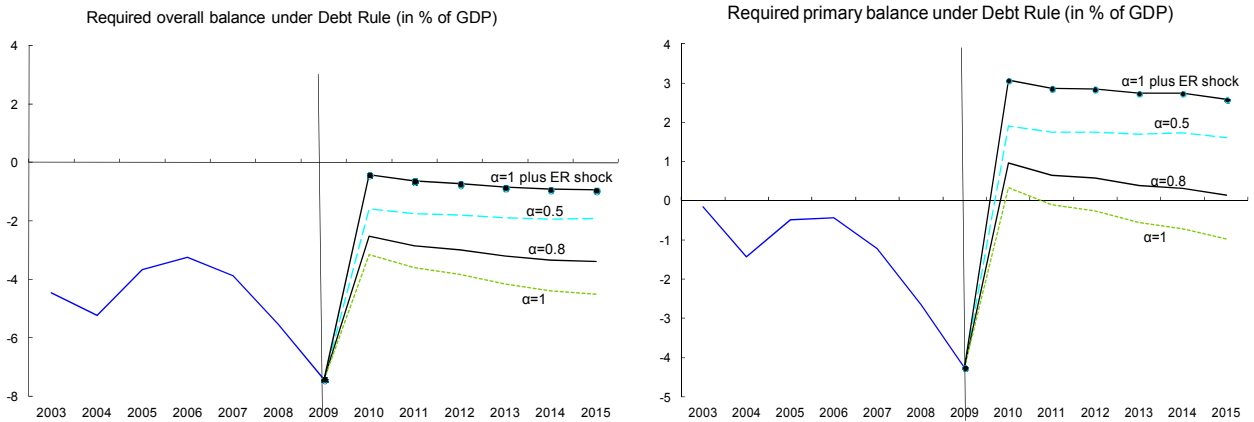 Required overall balance under Debt Rule (in % of GDP)
4
2
0
-2
-4
-6
-8
α=1 plus ER shock
α=0.5
α=0.8
α=1
2003 2004 2005 2006 2007 2008 2009 2010 2011 2012 2013 2014 2015
Required primary balance under Debt Rule (in % of GDP)
4
3
2
1
0
-1
-2
-3
-4
-5
α=1 plus ER shock
α=0.5
α=0.8
α=1
2003 2004 2005 2006 2007 2008 2009 2010 2011 2012 2013 2014 2015